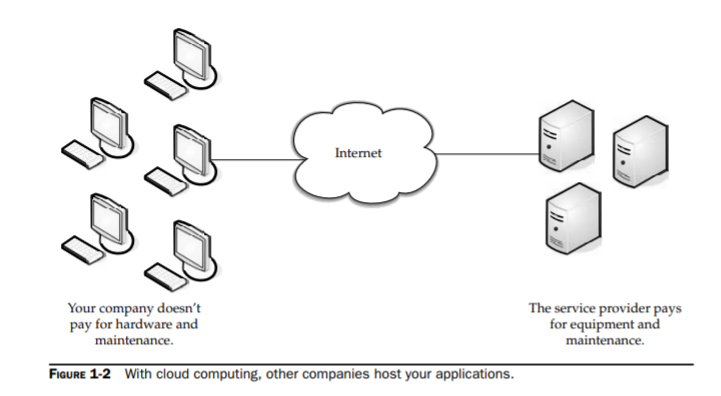 Internet
Your company doesn't
pay for hardware and
maintenance.
The service provider pays
for equipment and
maintenance.
FIGURE 1-2 With cloud computing, other companies host your applications.